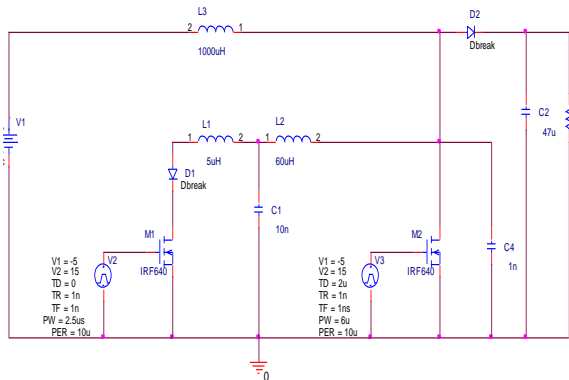 L3
2
1
1000uH
D2
Dbreak
V1
C2
47u
L1
2
5uH
L2
1
2
60uH
D1
Dbreak
C1
10n
M1
IRF640
V2
V1 = -5
V2 = 15
TD = 0
TR = 1n
TF = 1n
PW = 2.5us
PER = 10u
M2
IRF640
V3
V1 = -5
V2 = 15
TD = 2u
TR = 1n
TF = 1ns
PW = 6u
PER = 10u
C4
1n
0